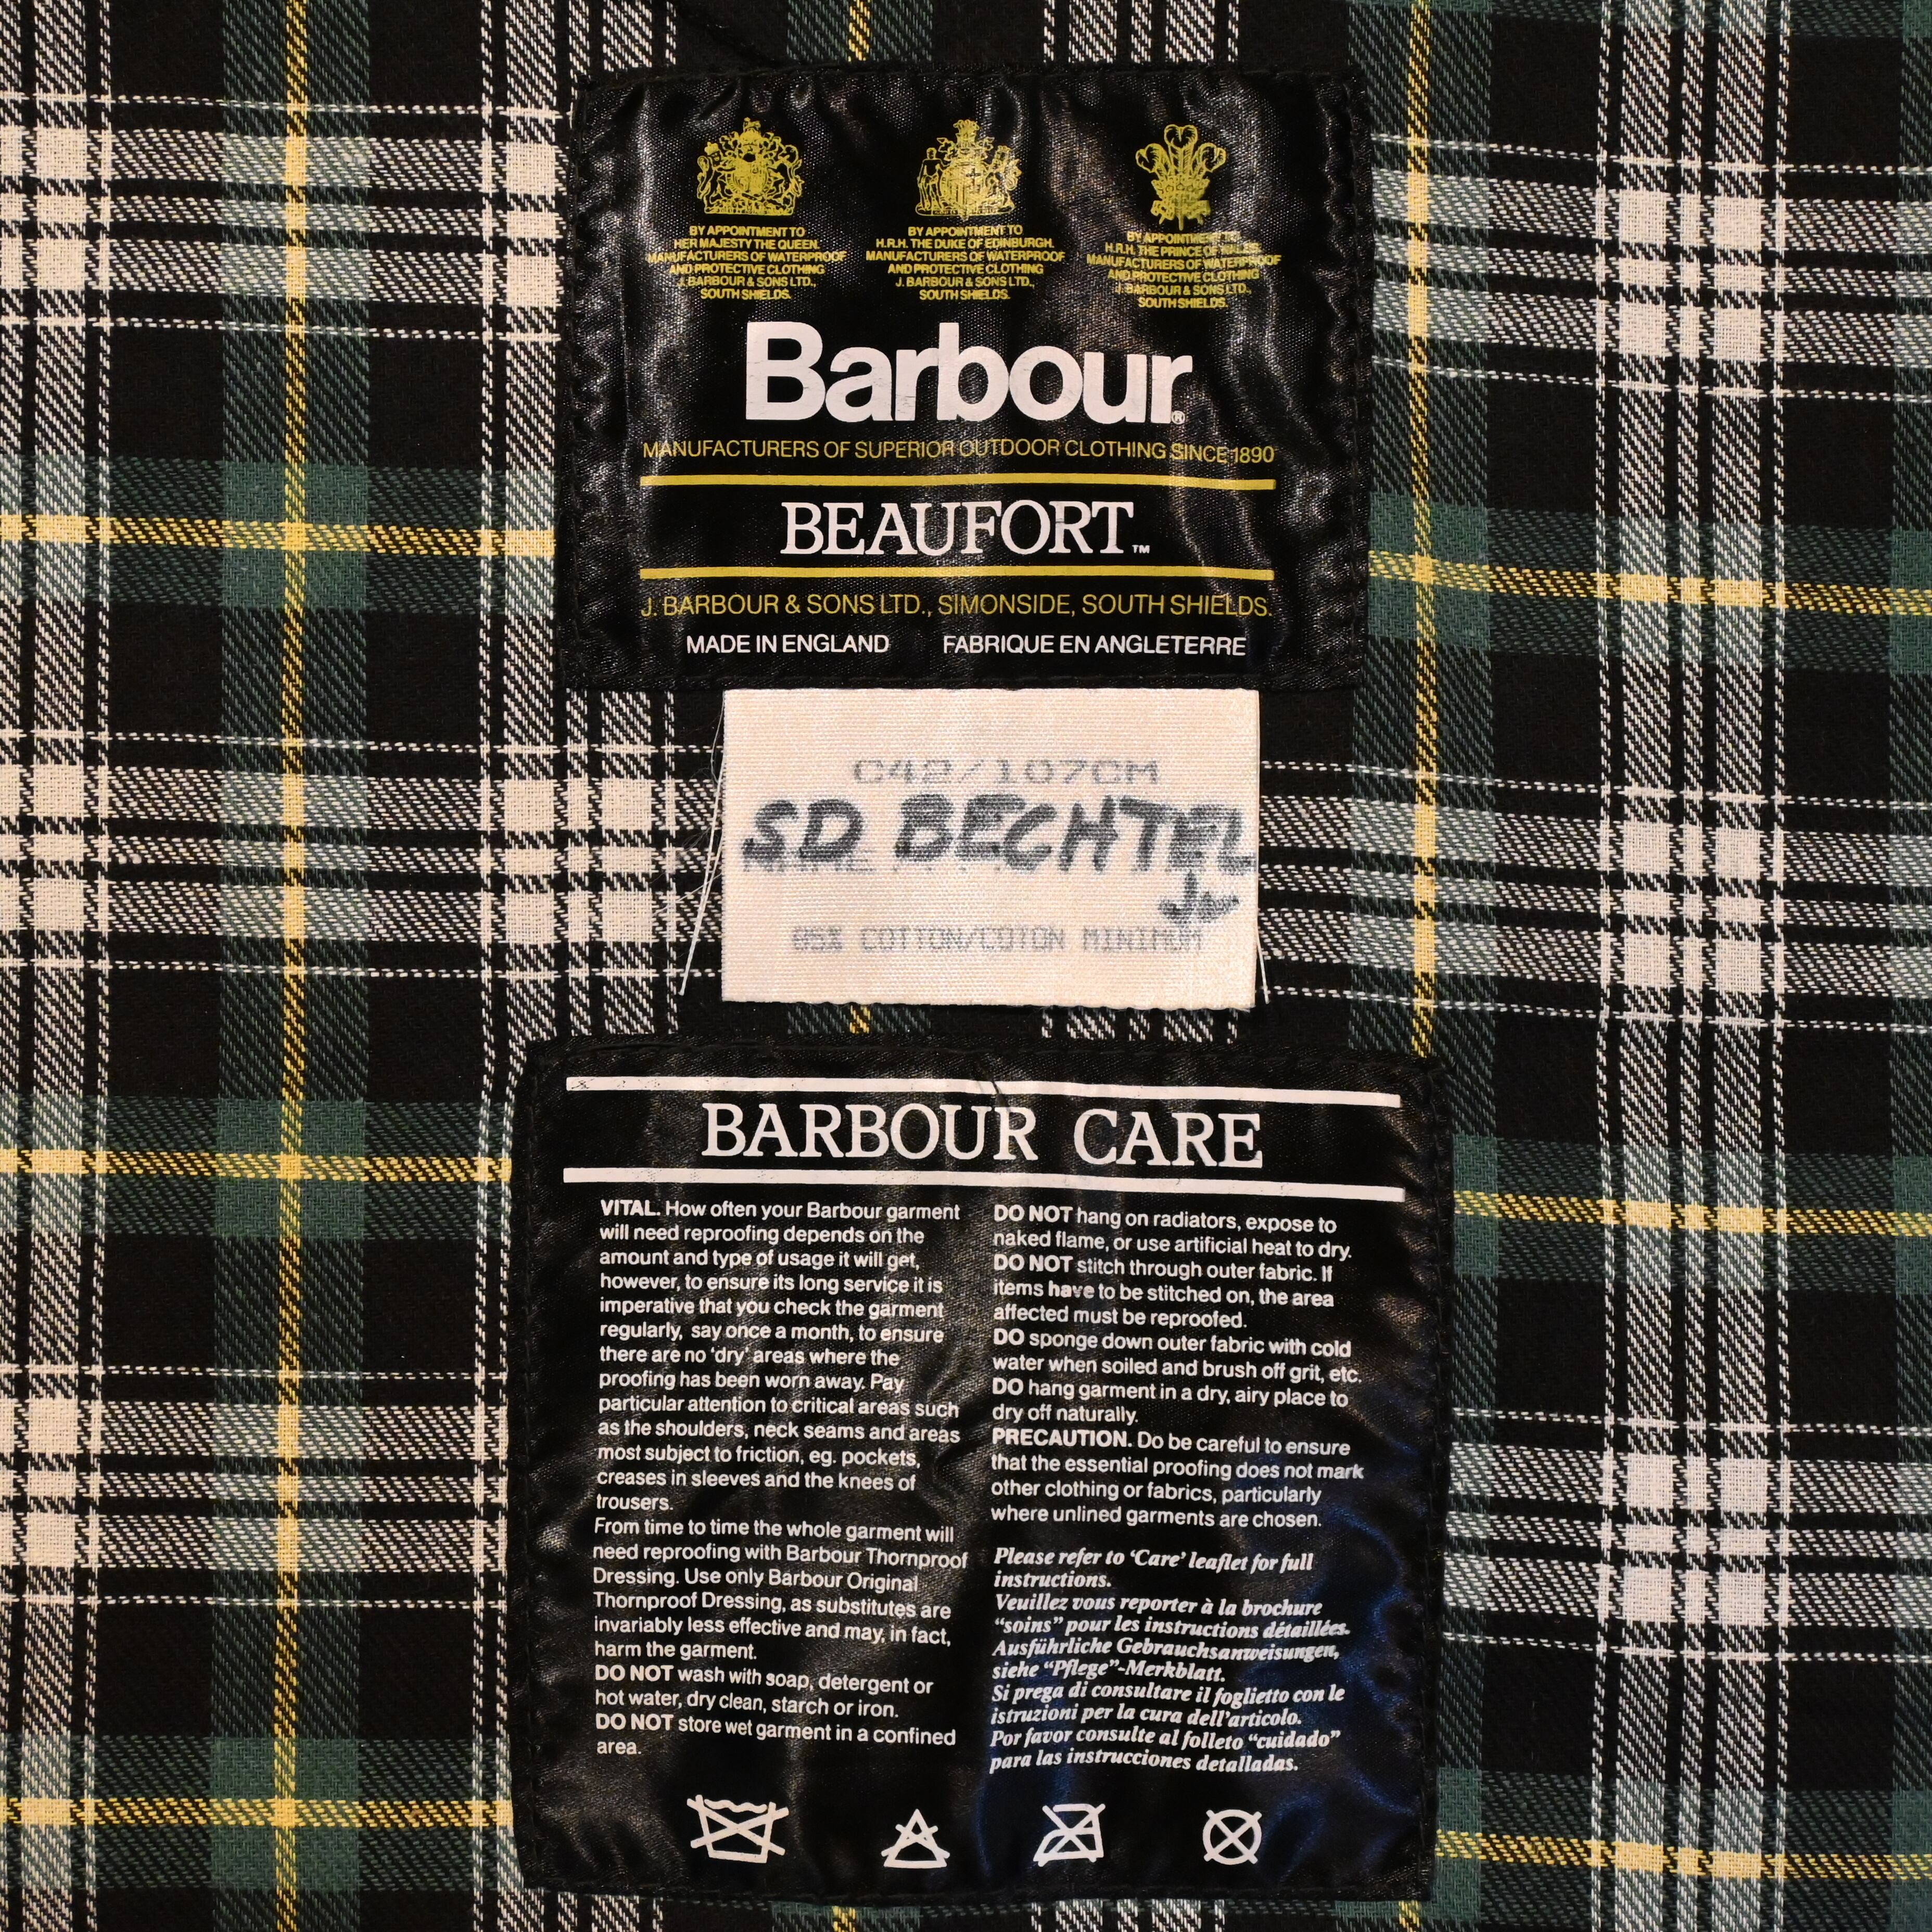 BY APPOINTMENT TO
HER MAJESTY THE QUEEN.
MANUFACTURERS OF WATERPROOF
AND PROTECTIVE CLOTHING
J. BARBOUR & SONS LTD.,
SOUTH SHIELDS.
BY APPOINTMENT TO
H.R.H. THE DUKE OF EDINBURGH.
MANUFACTURERS OF WATERPROOF
AND PROTECTIVE CLOTHING
J. BARBOUR & SONS LTD.,
SOUTH SHIELDS.
BY APPOINTMENT TO
H.R.H. THE PRINCE OF WALES.
MANUFACTURERS OF WATERPROOF
AND PROTECTIVE CLOTHING
J. BARBOUR & SONS LTD.,
SOUTH SHIELDS.
Barbour®
MANUFACTURERS OF SUPERIOR OUTDOOR CLOTHING SINCE 1890
BEAUFORT™
J. BARBOUR & SONS LTD., SIMONSIDE, SOUTH SHIELDS.
MADE IN ENGLAND FABRIQUE EN ANGLETERRE
C42/107CM
SD BECHTEL
Jr
COTTON/COTON MINIMUM
BARBOUR CARE
VITAL. How often your Barbour garment
will need reproofing depends on the
amount and type of usage it will get,
however, to ensure its long service it is
imperative that you check the garment
regularly, say once a month, to ensure
there are no 'dry' areas where the
proofing has been worn away. Pay
particular attention to critical areas such
as the shoulders, neck seams and areas
most subject to friction, eg. pockets,
creases in sleeves and the knees of
trousers.
From time to time the whole garment will
need reproofing with Barbour Thornproof
Dressing. Use only Barbour Original
Thornproof Dressing, as substitutes are
invariably less effective and may, in fact,
harm the garment.
DO NOT wash with soap, detergent or
hot water, dry clean, starch or iron.
DO NOT store wet garment in a confined
area.
DO NOT hang on radiators, expose to
naked flame, or use artificial heat to dry.
DO NOT stitch through outer fabric. If
items have to be stitched on, the area
affected must be reproofed.
DO sponge down outer fabric with cold
water when soiled and brush off grit, etc.
DO hang garment in a dry, airy place to
dry off naturally.
PRECAUTION. Do be careful to ensure
that the essential proofing does not mark
other clothing or fabrics, particularly
where unlined garments are chosen.
Please refer to 'Care' leaflet for full
instructions.
Veuillez vous reporter à la brochure
"soins" pour les instructions détaillées.
Ausführliche Gebrauchsanweisungen,
siehe "Pflege"-Merkblatt.
Si prega di consultare il foglietto con le
istruzioni per la cura dell'articolo.
Por favor consulte al folleto "cuidado"
para las instrucciones detalladas.